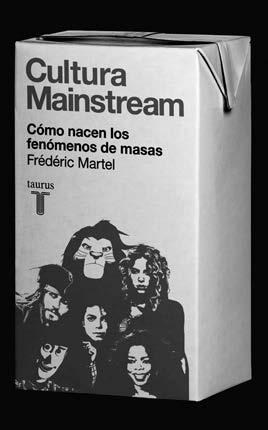 Cultura
Mainstream
Cómo nacen los
fenómenos de masas
Frédéric Martel
taurus
T